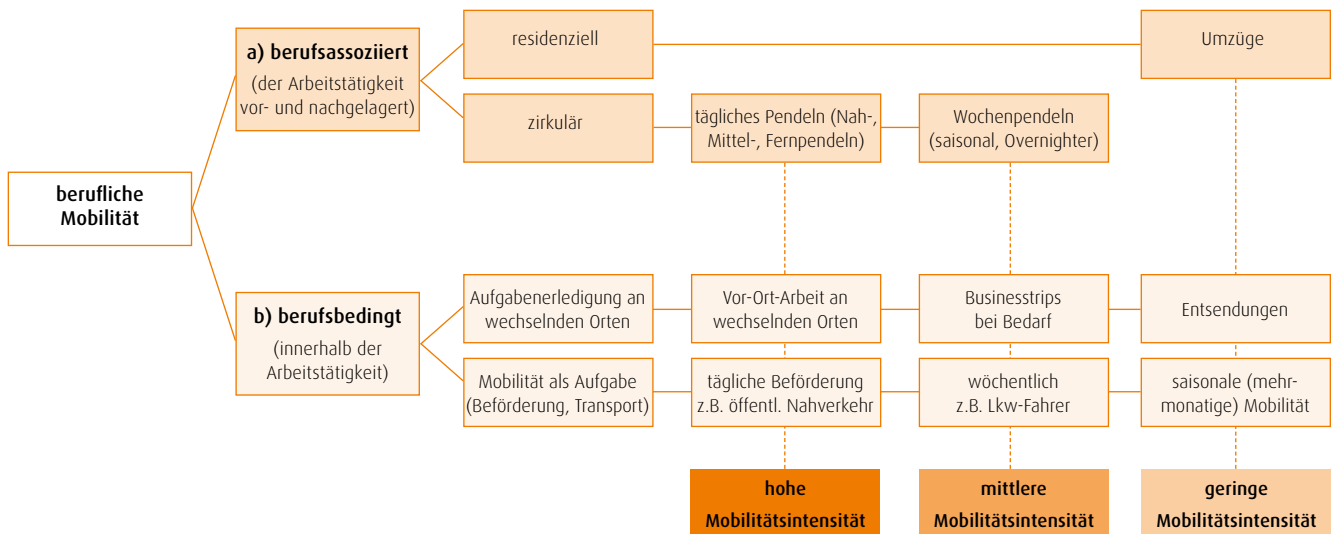 berufliche
Mobilität
a) berufsassoziiert
(der Arbeitstätigkeit
vor- und nachgelagert)
residenziell
Umzüge
zirkulär
tägliches Pendeln (Nah-,
Mittel-, Fernpendeln)
Wochenpendeln
(saisonal, Overnighter)
b) berufsbedingt
(innerhalb der
Arbeitstätigkeit)
Aufgabenerledigung an
wechselnden Orten
Vor-Ort-Arbeit an
wechselnden Orten
Businesstrips
bei Bedarf
Entsendungen
Mobilität als Aufgabe
(Beförderung, Transport)
tägliche Beförderung
z.B. öffentl. Nahverkehr
wöchentlich
z.B. Lkw-Fahrer
saisonale (mehr-
monatige) Mobilität
hohe
Mobilitätsintensität
mittlere
Mobilitätsintensität
geringe
Mobilitätsintensität